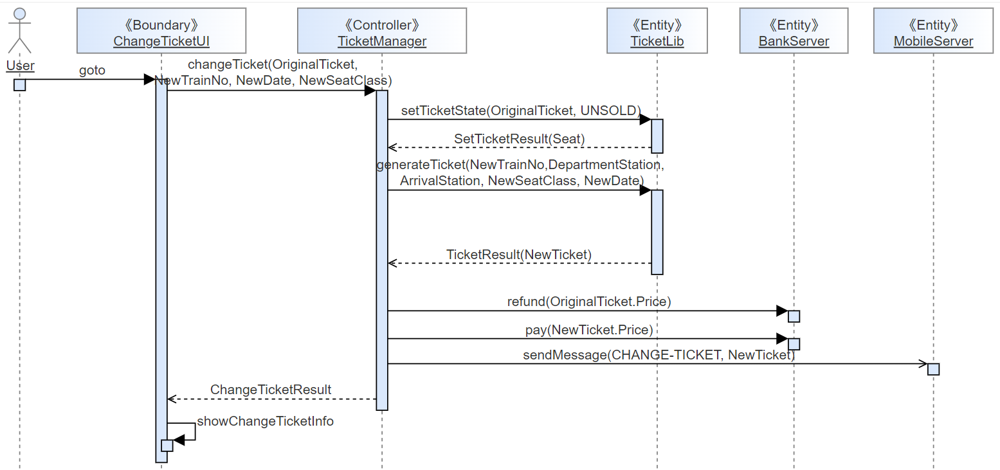 《Boundary》
ChangeTicketUI
《Controller》
TicketManager
《Entity》
TicketLib
《Entity》
BankServer
《Entity》
MobileServer
User
goto
changeTicket(OriginalTicket,
NewTrainNo, NewDate, NewSeatClass)
setTicketState(OriginalTicket, UNSOLD)
SetTicketResult(Seat)
generateTicket(NewTrainNo,DepartmentStation,
ArrivalStation, NewSeatClass, NewDate)
TicketResult(NewTicket)
refund(OriginalTicket.Price)
pay(NewTicket.Price)
sendMessage(CHANGE-TICKET, NewTicket)
ChangeTicketResult
showChangeTicketInfo